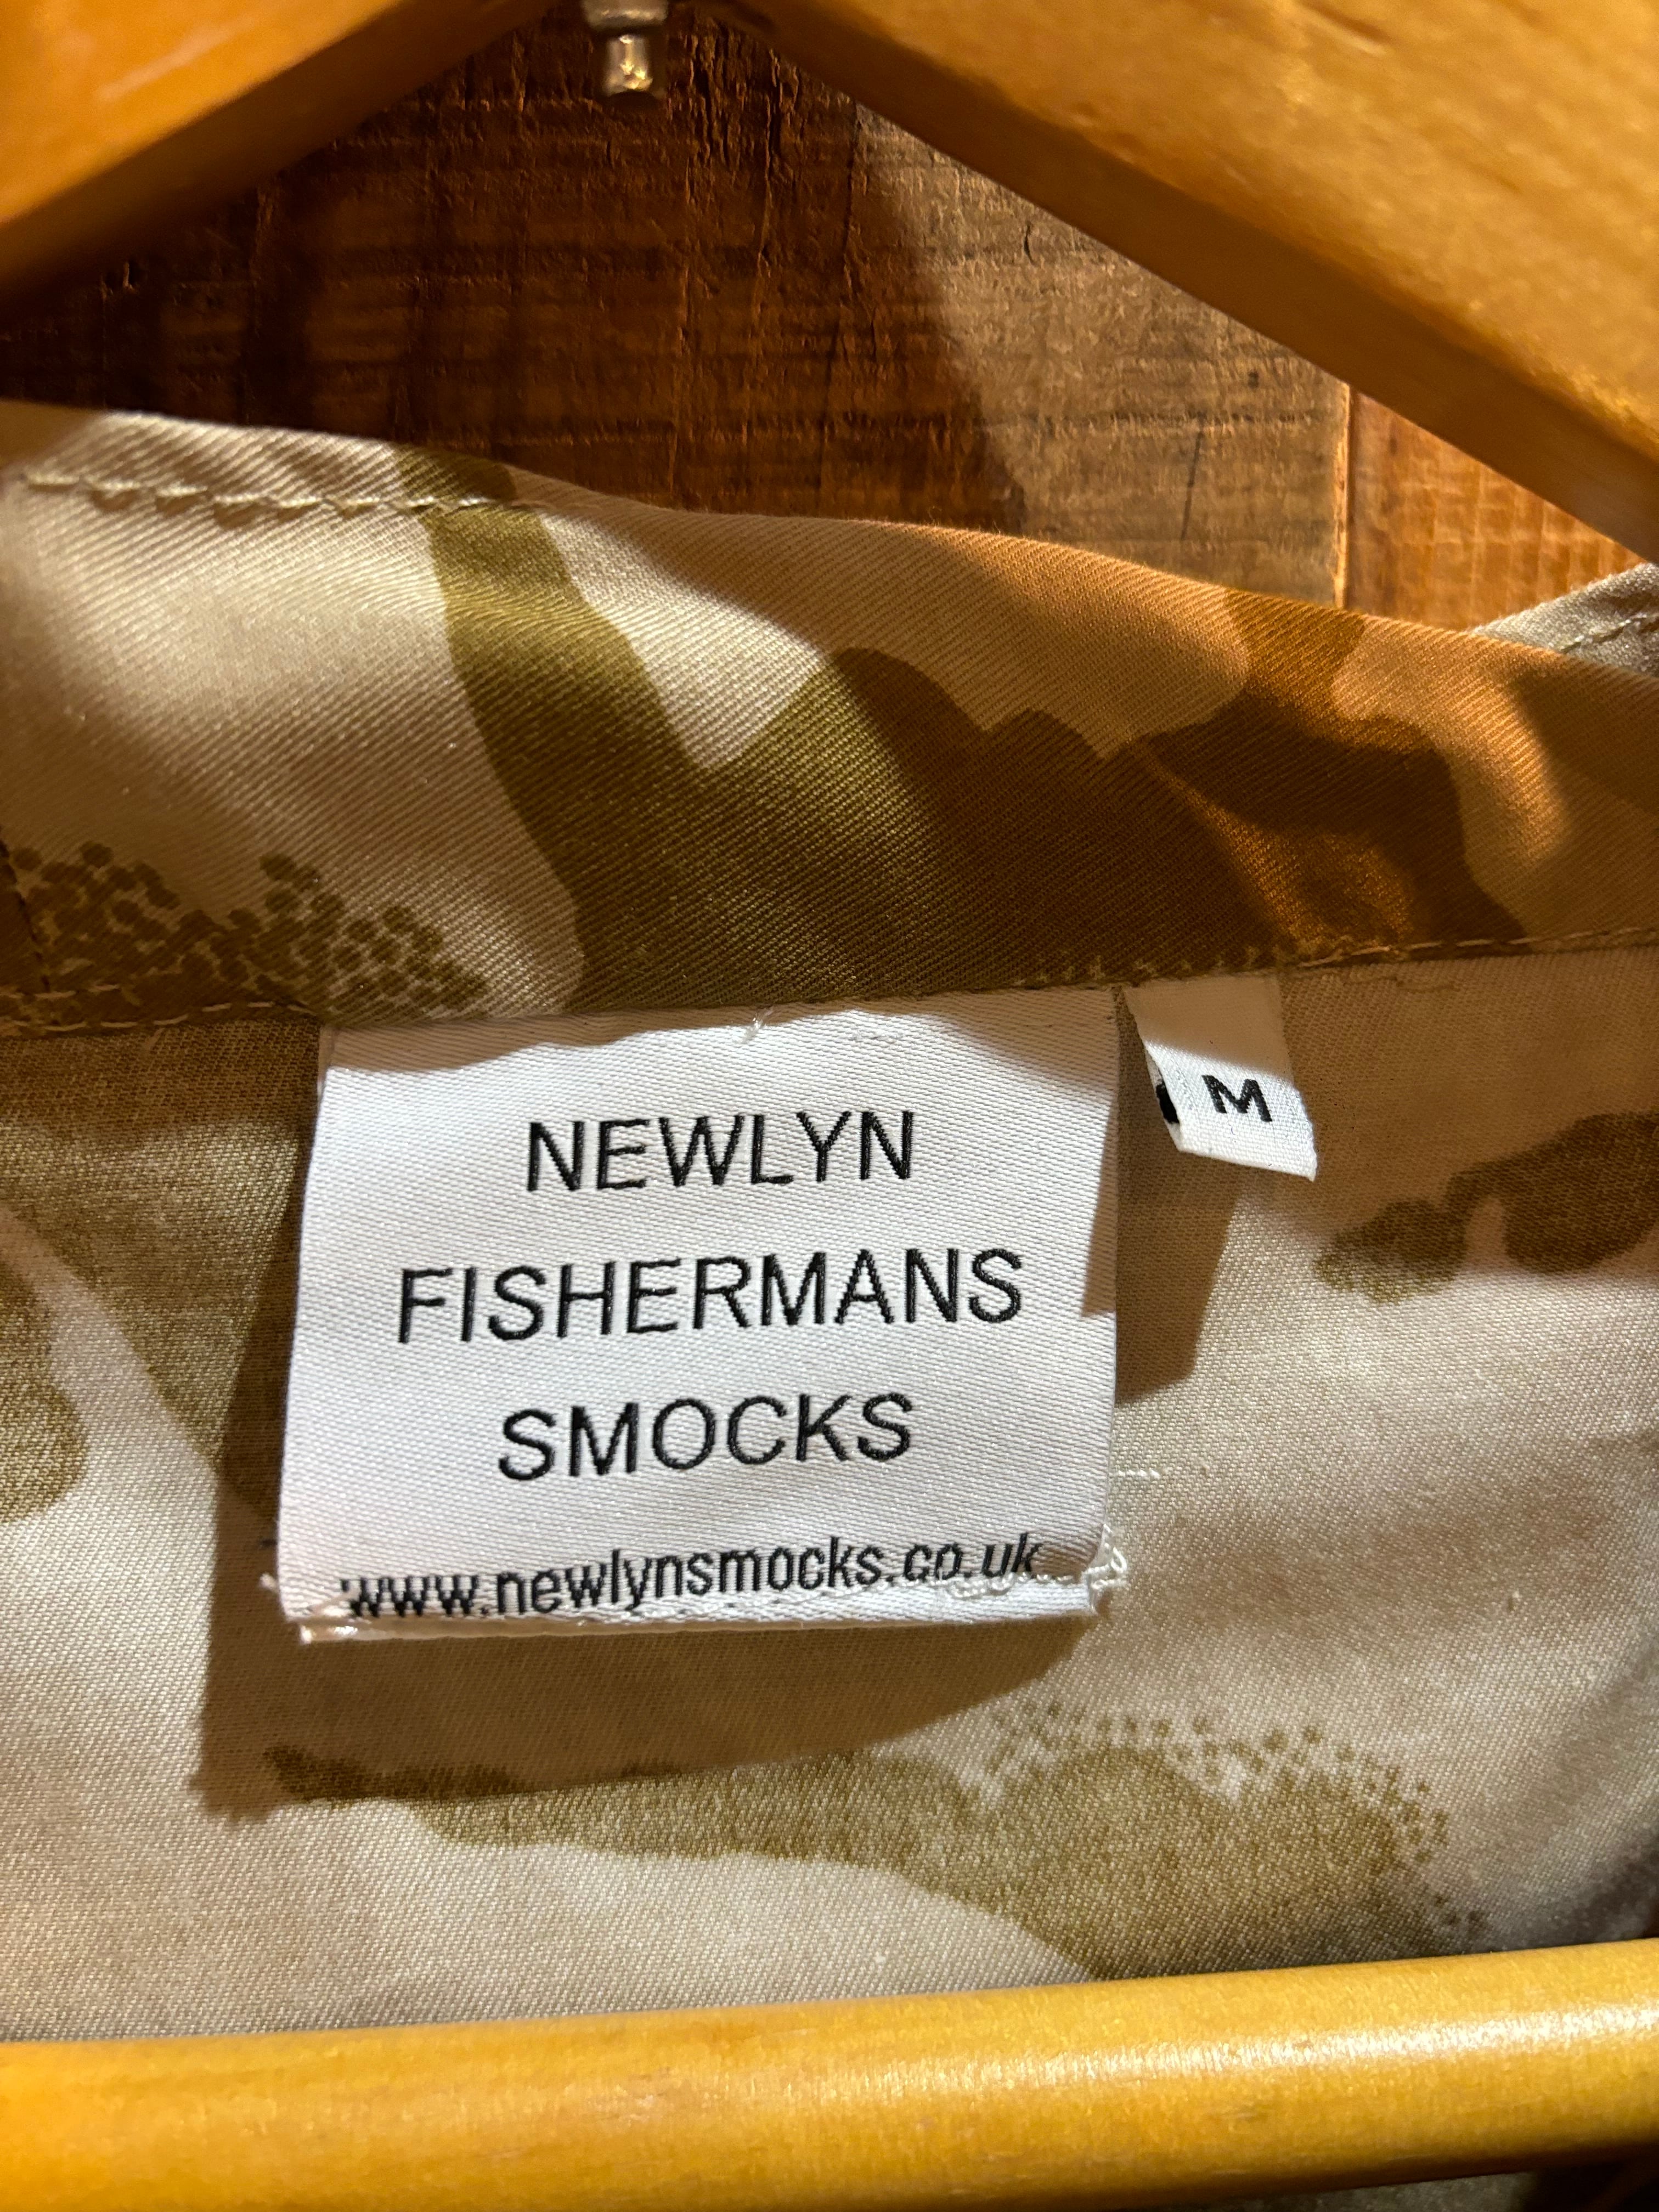 NEWLYN
FISHERMANS
SMOCKS
www.newlynsmocks.co.uk
M